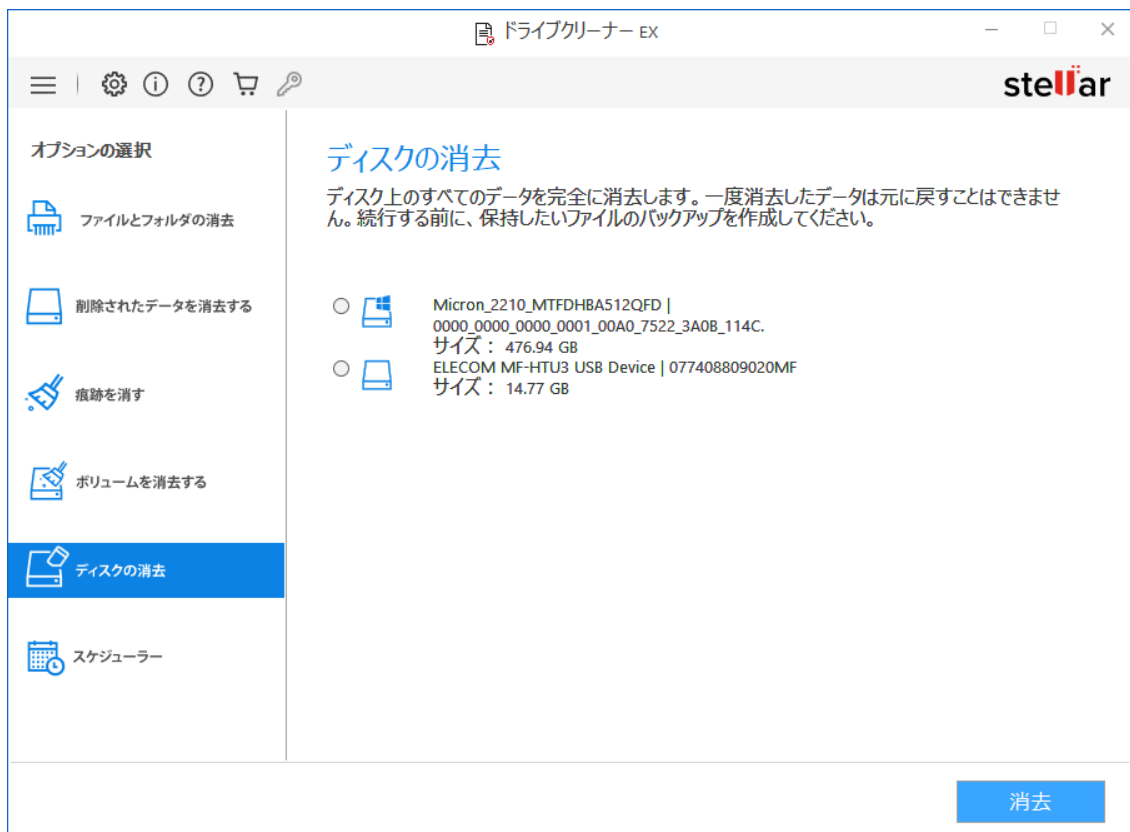 ドライブクリーナー EX
stellar
オプションの選択
ファイルとフォルダの消去
削除されたデータを消去する
痕跡を消す
ボリュームを消去する
ディスクの消去
スケジューラー
ディスクの消去
ディスク上のすべてのデータを完全に消去します。一度消去したデータは元に戻すことはできませ
ん。続行する前に、保持したいファイルのバックアップを作成してください。
Micron_2210_MTFDHBA512QFD |
0000_0000_0000_0001_00A0_7522_3A0B_114C.
サイズ： 476.94 GB
ELECOM MF-HTU3 USB Device | 077408809020MF
サイズ： 14.77 GB
消去